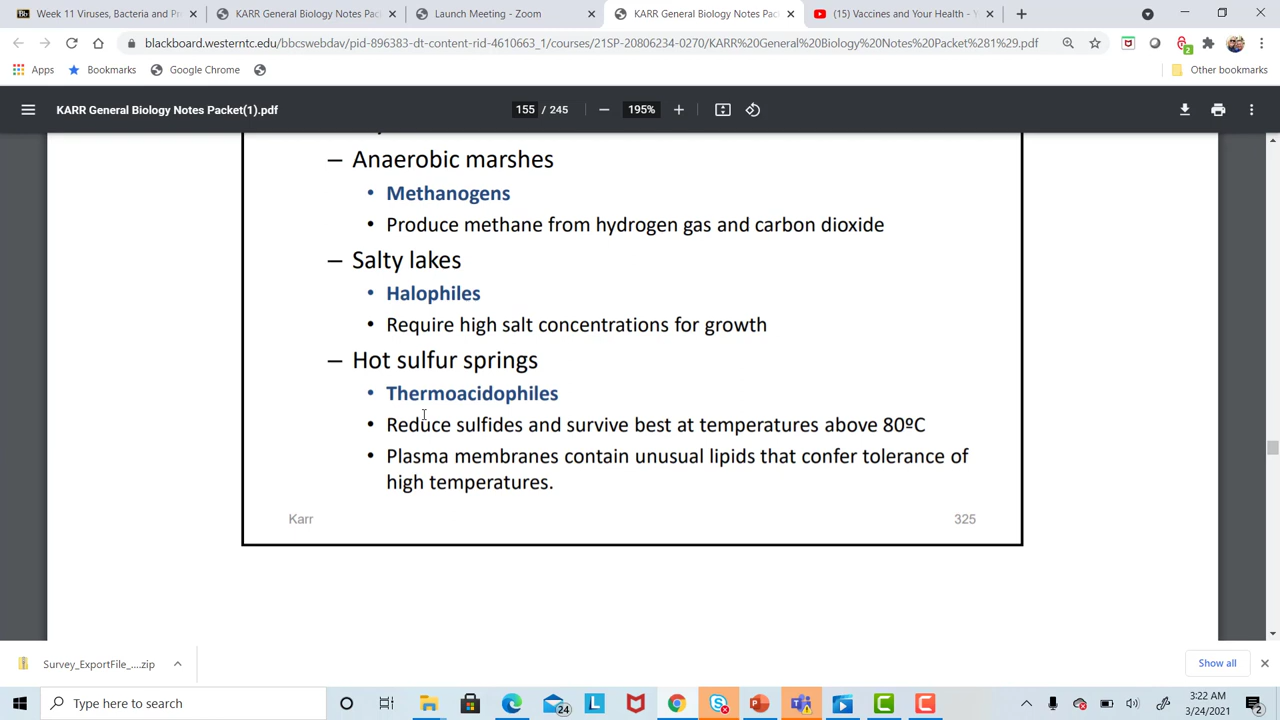 Week 11 Viruses, Bacteria and Pr
KARR General Biology Notes Pack
Launch Meeting - Zoom
KARR General Biology Notes Pac
(15) Vaccines and Your Health - Y
blackboard.westerntc.edu/bbcswebdav/pid-896383-dt-content-rid-4610663_1/courses/21SP-20806234-0270/KARR%20General%20Biology%20Notes%20Packet%281%29.pdf
Apps
Bookmarks
Google Chrome
Other bookmarks
KARR General Biology Notes Packet(1).pdf
155 / 245
195%
– Anaerobic marshes
• Methanogens
• Produce methane from hydrogen gas and carbon dioxide
– Salty lakes
• Halophiles
• Require high salt concentrations for growth
– Hot sulfur springs
• Thermoacidophiles
• Reduce sulfides and survive best at temperatures above 80ºC
• Plasma membranes contain unusual lipids that confer tolerance of
high temperatures.
Karr
325
Survey_ExportFile_....zip
Show all
Type here to search
24
3:22 AM
3/24/2021
2